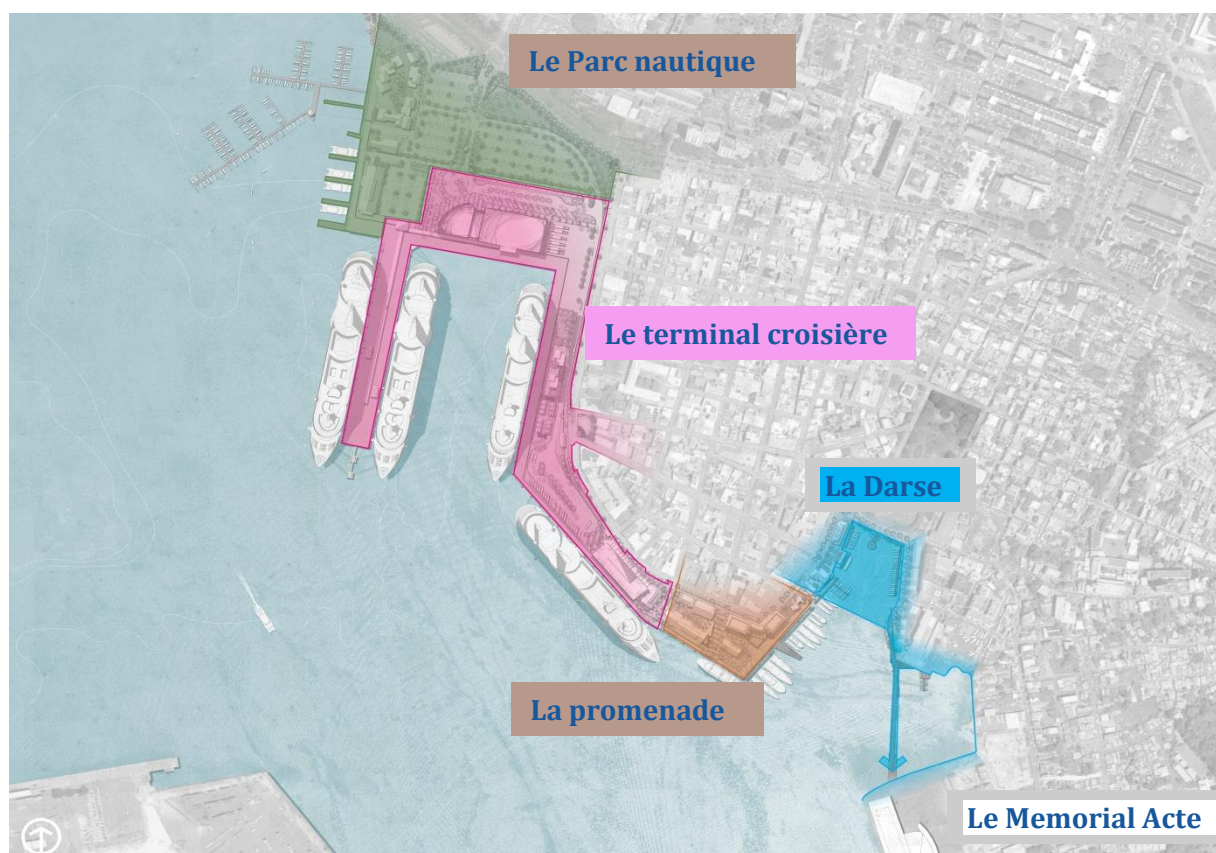 Le Parc nautique
Le terminal croisière
La Darse
La promenade
Le Memorial Acte